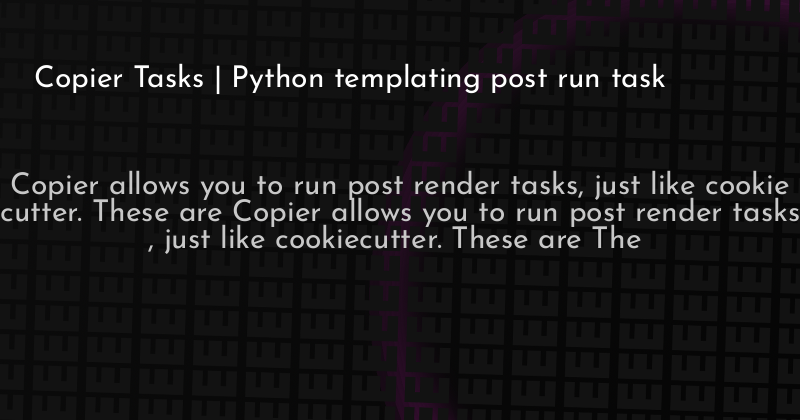 Copier Tasks | Python templating post run task
Copier allows you to run post render tasks, just like cookie
cutter. These are Copier allows you to run post render tasks
, just like cookiecutter. These are The